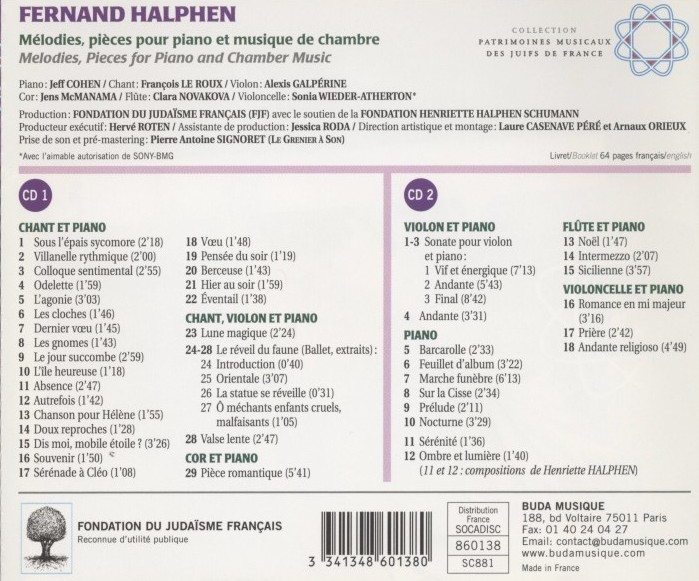 FERNAND HALPHEN
Mélodies, pièces pour piano et musique de chambre
Melodies, Pieces for Piano and Chamber Music
COLLECTION
PATRIMOINES MUSICAUX
DES JUIFS DE FRANCE
Piano : Jeff COHEN / Chant : François LE ROUX / Violon : Alexis GALPÉRINE
Cor : Jens McMANAMA / Flûte : Clara NOVAKOVA / Violoncelle : Sonia WIEDER-ATHERTON*
Production : FONDATION DU JUDAÏSME FRANÇAIS (FJF) avec le soutien de la FONDATION HENRIETTE HALPHEN SCHUMANN
Producteur exécutif : Hervé ROTEN / Assistante de production : Jessica RODA / Direction artistique et montage : Laure CASENAVE PÉRÉ et Arnaux ORIEUX
Prise de son et pré-mastering : Pierre Antoine SIGNORET (LE GRENIER À SON)
*Avec l'aimable autorisation de SONY-BMG
Livret/Booklet 64 pages français/english
CD 1
CHANT ET PIANO
1 Sous l'épais sycomore (2'18)
2 Villanelle rythmique (2'00)
3 Colloque sentimental (2'55)
4 Odelette (1'59)
5 L'agonie (3'03)
6 Les cloches (1'46)
7 Dernier vœu (1'45)
8 Les gnomes (1'43)
9 Le jour succombe (2'59)
10 L'île heureuse (1'18)
11 Absence (2'47)
12 Autrefois (1'42)
13 Chanson pour Hélène (1'55)
14 Doux reproches (1'28)
15 Dis moi, mobile étoile ? (3'26)
16 Souvenir (1'50)
17 Sérénade à Cléo (1'08)
18 Vœu (1'48)
19 Pensée du soir (1'19)
20 Berceuse (1'43)
21 Hier au soir (1'59)
22 Éventail (1'38)
CHANT, VIOLON ET PIANO
23 Lune magique (2'24)
24-28 Le réveil du faune (Ballet, extraits) :
24 Introduction (0'40)
25 Orientale (3'07)
26 La statue se réveille (0'31)
27 Ô méchants enfants cruels,
malfaisants (1'05)
28 Valse lente (2'47)
COR ET PIANO
29 Pièce romantique (5'41)
CD 2
VIOLON ET PIANO
1-3 Sonate pour violon
et piano :
1 Vif et énergique (7'13)
2 Andante (5'43)
3 Final (8'42)
4 Andante (3'31)
PIANO
5 Barcarolle (2'33)
6 Feuillet d'album (3'22)
7 Marche funèbre (6'13)
8 Sur la Cisse (2'34)
9 Prélude (2'11)
10 Nocturne (3'29)
11 Sérénité (1'36)
12 Ombre et lumière (1'40)
(11 et 12 : compositions de Henriette HALPHEN)
FLÛTE ET PIANO
13 Noël (1'47)
14 Intermezzo (2'07)
15 Sicilienne (3'57)
VIOLONCELLE ET PIANO
16 Romance en mi majeur
(3'16)
17 Prière (2'42)
18 Andante religioso (4'49)
FONDATION DU JUDAÏSME FRANÇAIS
Reconnue d'utilité publique
3 341348 601380
Distribution
France
SOCADISC
860138
SC881
BUDA MUSIQUE
188, bd Voltaire 75011 Paris
Fax: 01 40 24 04 27
Email: contact@budamusique.com
www.budamusique.com
Made in France